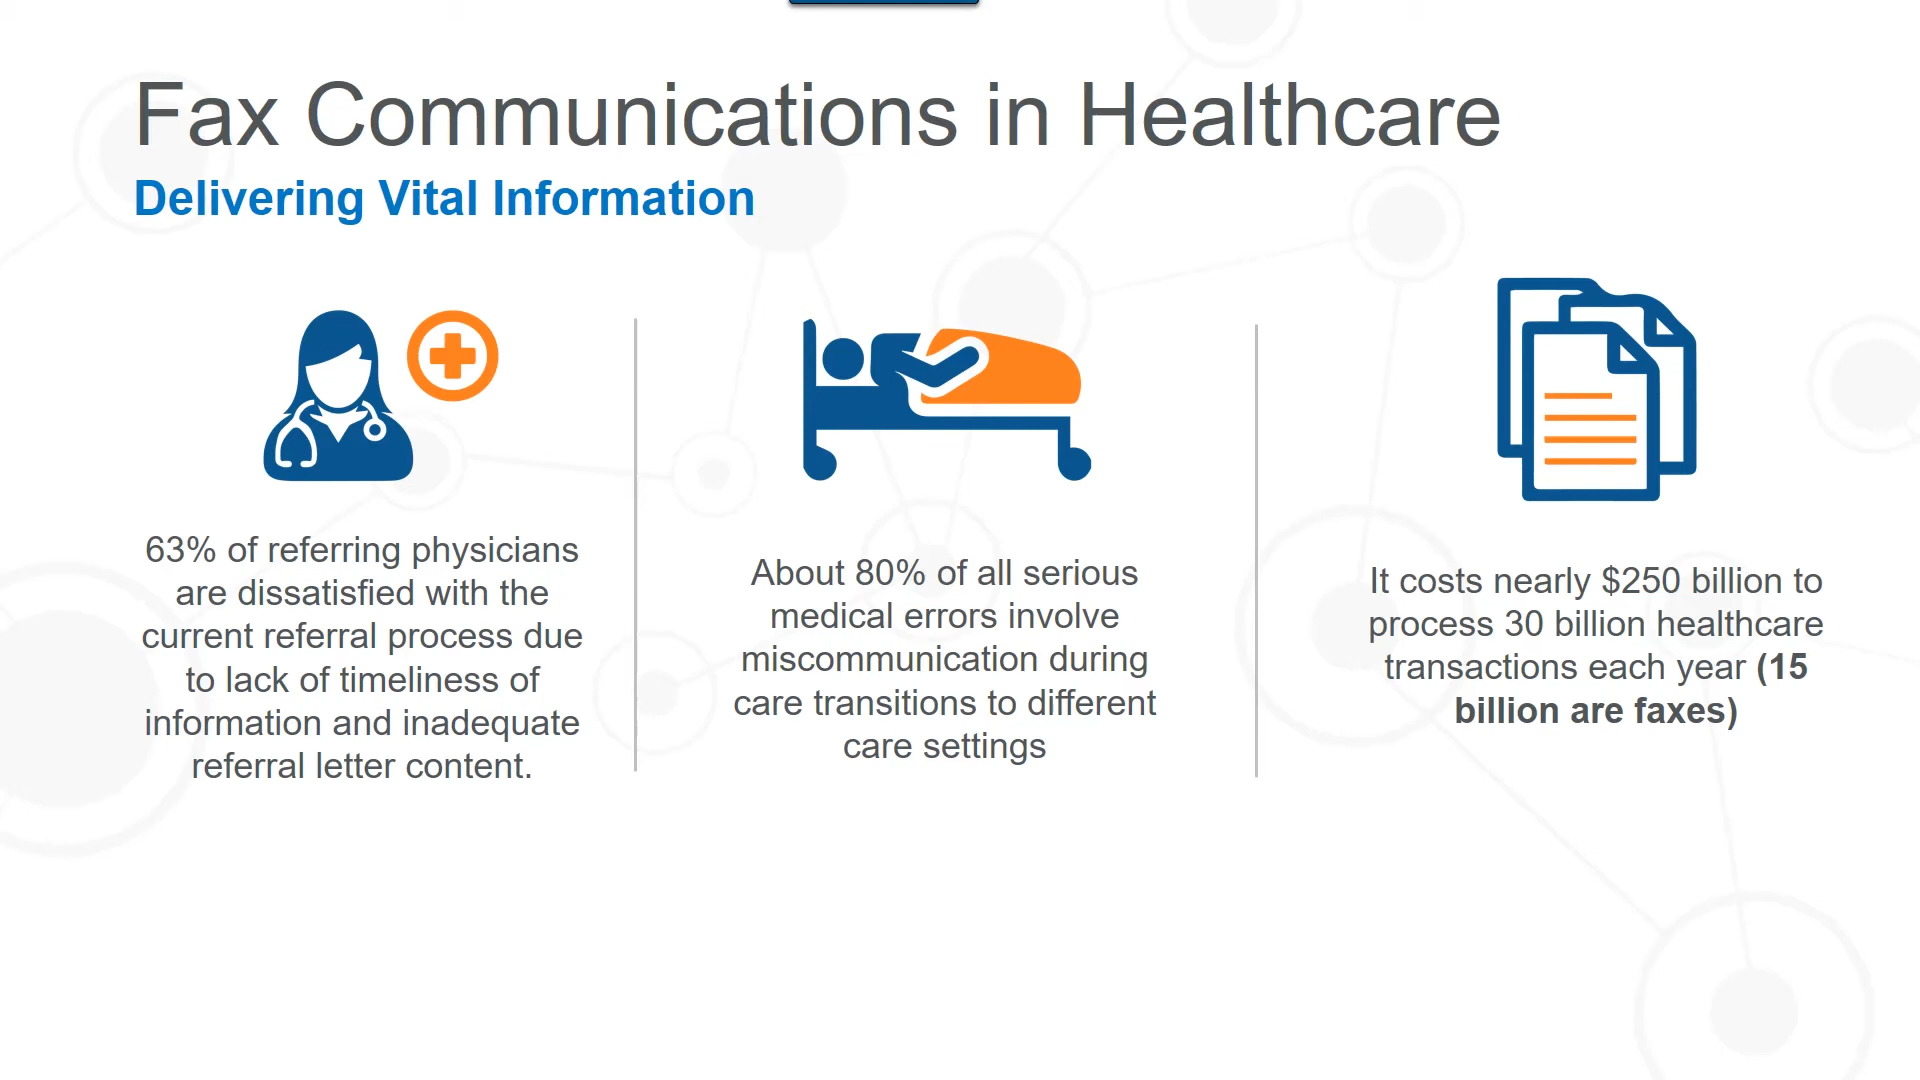 Fax Communications in Healthcare
Delivering Vital Information
63% of referring physicians
are dissatisfied with the
current referral process due
to lack of timeliness of
information and inadequate
referral letter content.
About 80% of all serious
medical errors involve
miscommunication during
care transitions to different
care settings
It costs nearly $250 billion to
process 30 billion healthcare
transactions each year (15
billion are faxes)